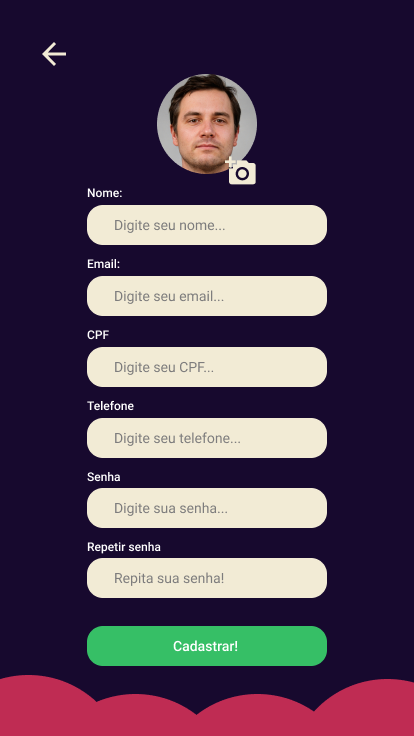 Nome:
Digite seu nome...
Email:
Digite seu email...
CPF
Digite seu CPF...
Telefone
Digite seu telefone...
Senha
Digite sua senha...
Repetir senha
Repita sua senha!
Cadastrar!